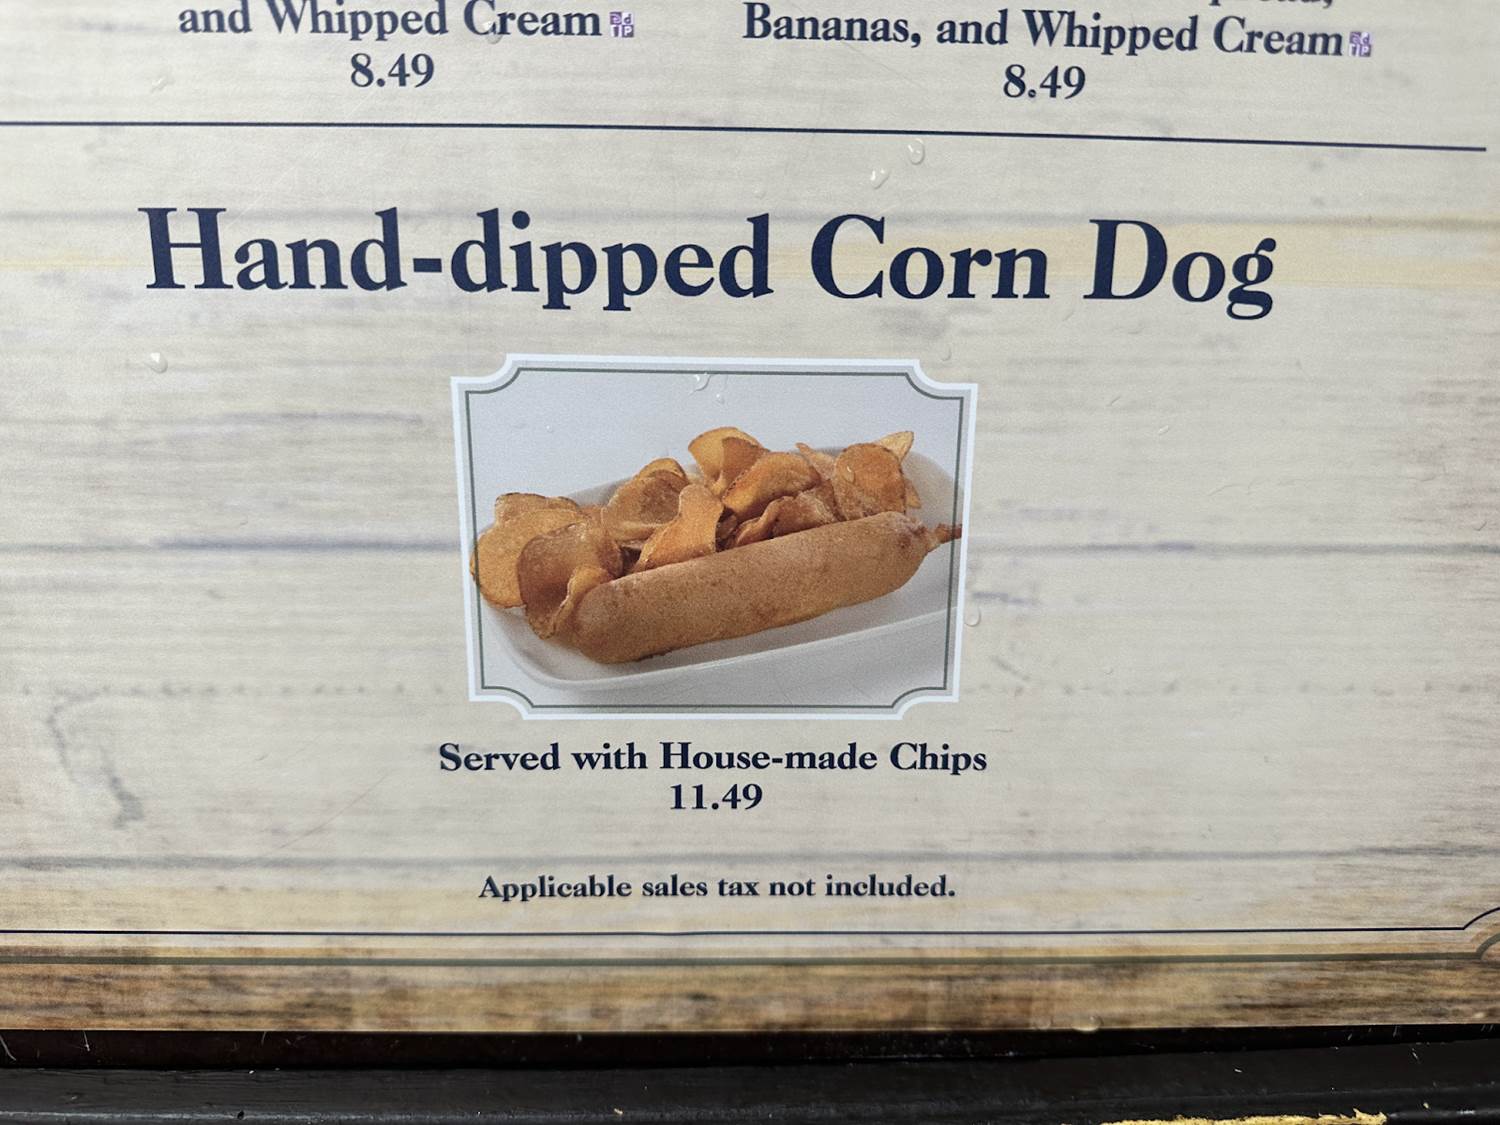 and Whipped Cream
8.49
Bananas, and Whipped Cream
8.49
Hand-dipped Corn Dog
Served with House-made Chips
11.49
Applicable sales tax not included.